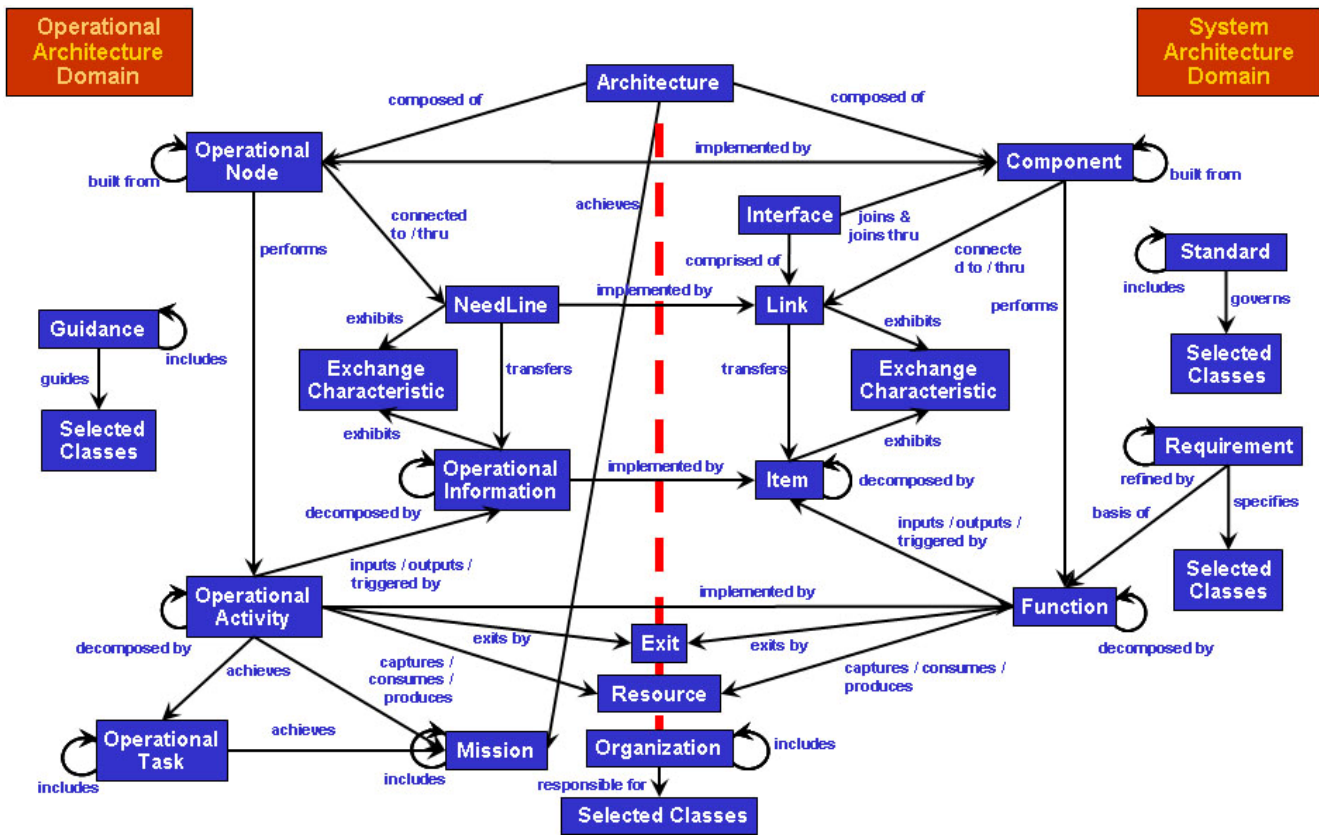 Operational
Architecture
Domain
System
Architecture
Domain
Architecture
composed of
composed of
Operational
Node
implemented by
Component
built from
built from
achieves
Interface
joins &
joins thru
connected
to / thru
performs
connecte
d to / thru
Standard
comprised of
includes
governs
NeedLine
implemented by
Link
performs
Guidance
includes
exhibits
exhibits
guides
Exchange
Characteristic
transfers
transfers
Exchange
Characteristic
Selected
Classes
Selected
Classes
exhibits
exhibits
Requirement
Operational
Information
implemented by
Item
decomposed by
refined by
specifies
decomposed by
basis of
inputs / outputs /
triggered by
inputs / outputs /
triggered by
Selected
Classes
Operational
Activity
implemented by
Function
exits by
Exit
exits by
decomposed by
decomposed by
achieves
captures /
consumes /
produces
captures / consumes /
produces
Resource
Operational
Task
achieves
Mission
Organization
includes
includes
includes
responsible for
Selected Classes